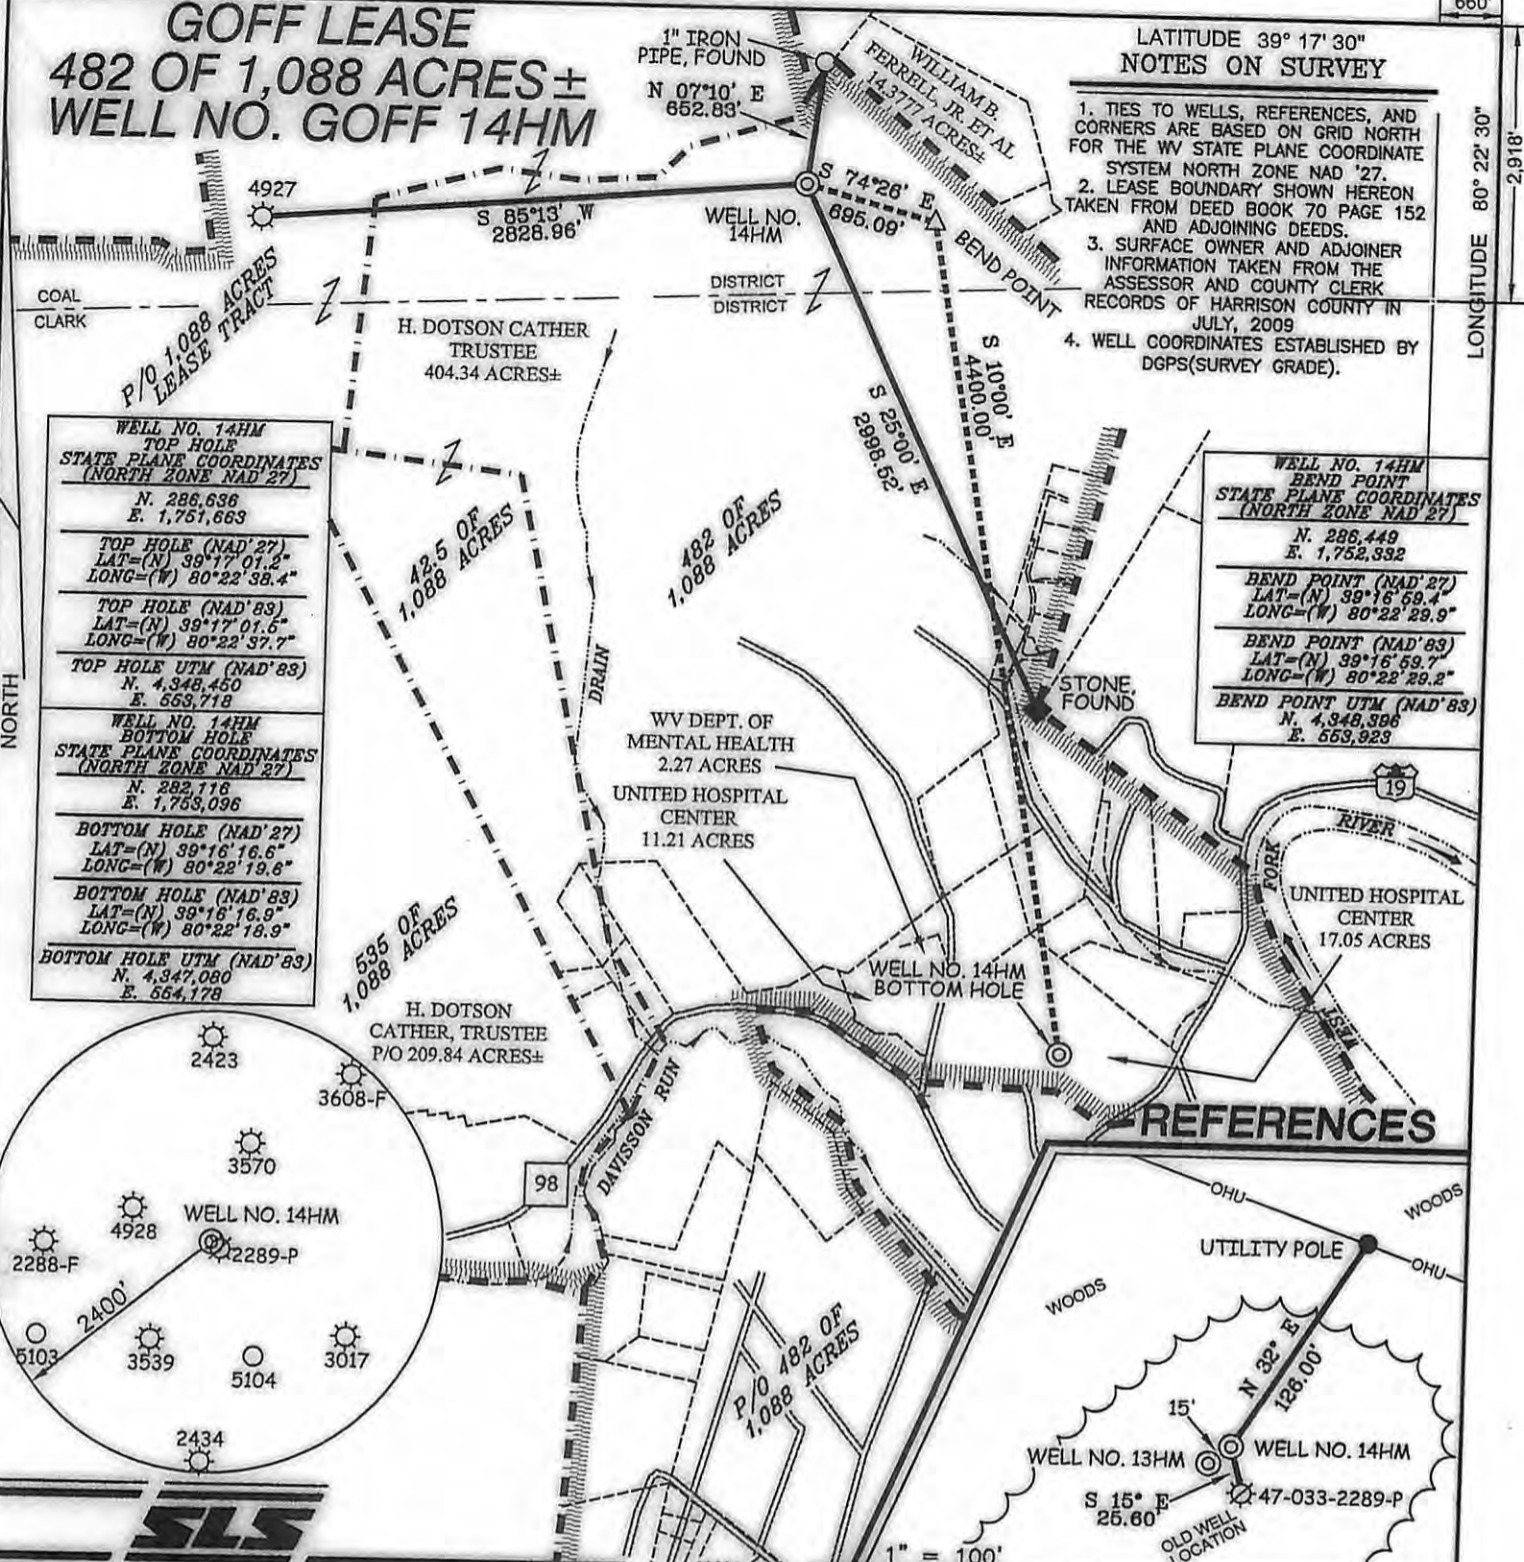 GOFF LEASE
482 OF 1,088 ACRES±
WELL NO. GOFF 14HM
1" IRON
PIPE, FOUND
N 07°10' E
652.83'
WILLIAM B.
FERRELL, JR. ET AL
14.3777 ACRES±
660'
LATITUDE 39° 17' 30"
NOTES ON SURVEY
1. TIES TO WELLS, REFERENCES, AND
CORNERS ARE BASED ON GRID NORTH
FOR THE WV STATE PLANE COORDINATE
SYSTEM NORTH ZONE NAD '27.
2. LEASE BOUNDARY SHOWN HEREON
TAKEN FROM DEED BOOK 70 PAGE 152
AND ADJOINING DEEDS.
3. SURFACE OWNER AND ADJOINER
INFORMATION TAKEN FROM THE
ASSESSOR AND COUNTY CLERK
RECORDS OF HARRISON COUNTY IN
JULY, 2009
4. WELL COORDINATES ESTABLISHED BY
DGPS(SURVEY GRADE).
LONGITUDE 80° 22' 30"
2,918'
4927
S 85°13' W
2828.96'
WELL NO.
14HM
S 74°26' E
695.09'
BEND POINT
COAL
CLARK
DISTRICT
DISTRICT
P/O 1,088 ACRES
LEASE TRACT
H. DOTSON CATHER
TRUSTEE
404.34 ACRES±
S 10°00' E
4400.00'
S 25°00' E
2998.52'
WELL NO. 14HM
TOP HOLE
STATE PLANE COORDINATES
(NORTH ZONE NAD'27)
N. 286,636
E. 1,751,663
TOP HOLE (NAD'27)
LAT=(N) 39°17'01.2"
LONG=(W) 80°22'38.4"
TOP HOLE (NAD'83)
LAT=(N) 39°17'01.5"
LONG=(W) 80°22'37.7"
TOP HOLE UTM (NAD'83)
N. 4,348,450
E. 553,718
WELL NO. 14HM
BOTTOM HOLE
STATE PLANE COORDINATES
(NORTH ZONE NAD'27)
N. 282,116
E. 1,753,096
BOTTOM HOLE (NAD'27)
LAT=(N) 39°16'16.6"
LONG=(W) 80°22'19.6"
BOTTOM HOLE (NAD'83)
LAT=(N) 39°16'16.9"
LONG=(W) 80°22'18.9"
BOTTOM HOLE UTM (NAD'83)
N. 4,347,080
E. 554,178
NORTH
42.5 OF
1,088 ACRES
482 OF
1,088 ACRES
WELL NO. 14HM
BEND POINT
STATE PLANE COORDINATES
(NORTH ZONE NAD'27)
N. 286,449
E. 1,752,332
BEND POINT (NAD'27)
LAT=(N) 39°16'59.4"
LONG=(W) 80°22'29.9"
BEND POINT (NAD'83)
LAT=(N) 39°16'59.7"
LONG=(W) 80°22'29.2"
BEND POINT UTM (NAD'83)
N. 4,348,396
E. 553,923
DRAIN
STONE,
FOUND
WV DEPT. OF
MENTAL HEALTH
2.27 ACRES
UNITED HOSPITAL
CENTER
11.21 ACRES
19
RIVER
FORK
WEST
UNITED HOSPITAL
CENTER
17.05 ACRES
535 OF
1,088 ACRES
WELL NO. 14HM
BOTTOM HOLE
H. DOTSON
CATHER, TRUSTEE
P/O 209.84 ACRES±
DAVISSON RUN
98
2423
3608-F
3570
4928
WELL NO. 14HM
2289-P
2288-F
2400'
5103
3539
5104
3017
2434
SLS
P/O 482 OF
1,088 ACRES
REFERENCES
OHU
WOODS
UTILITY POLE
OHU
WOODS
N 32° E
126.00'
15'
WELL NO. 13HM
WELL NO. 14HM
S 15° E
25.60'
47-033-2289-P
OLD WELL
LOCATION
1" = 100'